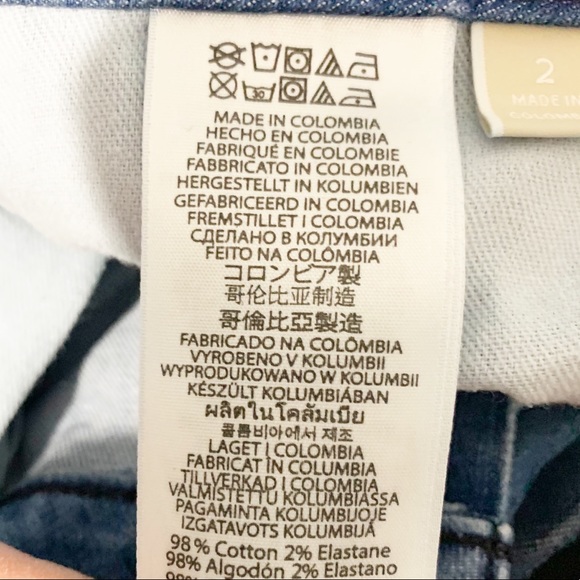 30
MADE IN COLOMBIA
HECHO EN COLOMBIA
FABRIQUÉ EN COLOMBIE
FABBRICATO IN COLOMBIA
HERGESTELLT IN KOLUMBIEN
GEFABRICEERD IN COLOMBIA
FREMSTILLET I COLOMBIA
СДЕЛАНО В КОЛУМБИИ
FEITO NA COLÔMBIA
コロンビア製
哥伦比亚制造
哥倫比亞製造
FABRICADO NA COLÔMBIA
VYROBENO V KOLUMBII
WYPRODUKOWANO W KOLUMBII
KÉSZÜLT KOLUMBIÁBAN
ผลิตในโคลัมเบีย
콜롬비아에서 제조
LAGET I COLOMBIA
FABRICAT ÎN COLUMBIA
TILLVERKAD I COLOMBIA
VALMISTETTU KOLUMBIASSA
PAGAMINTA KOLUMBIJOJE
IZGATAVOTS KOLUMBIJĀ
98% Cotton 2% Elastane
98% Algodón 2% Elastano
2
MADE IN